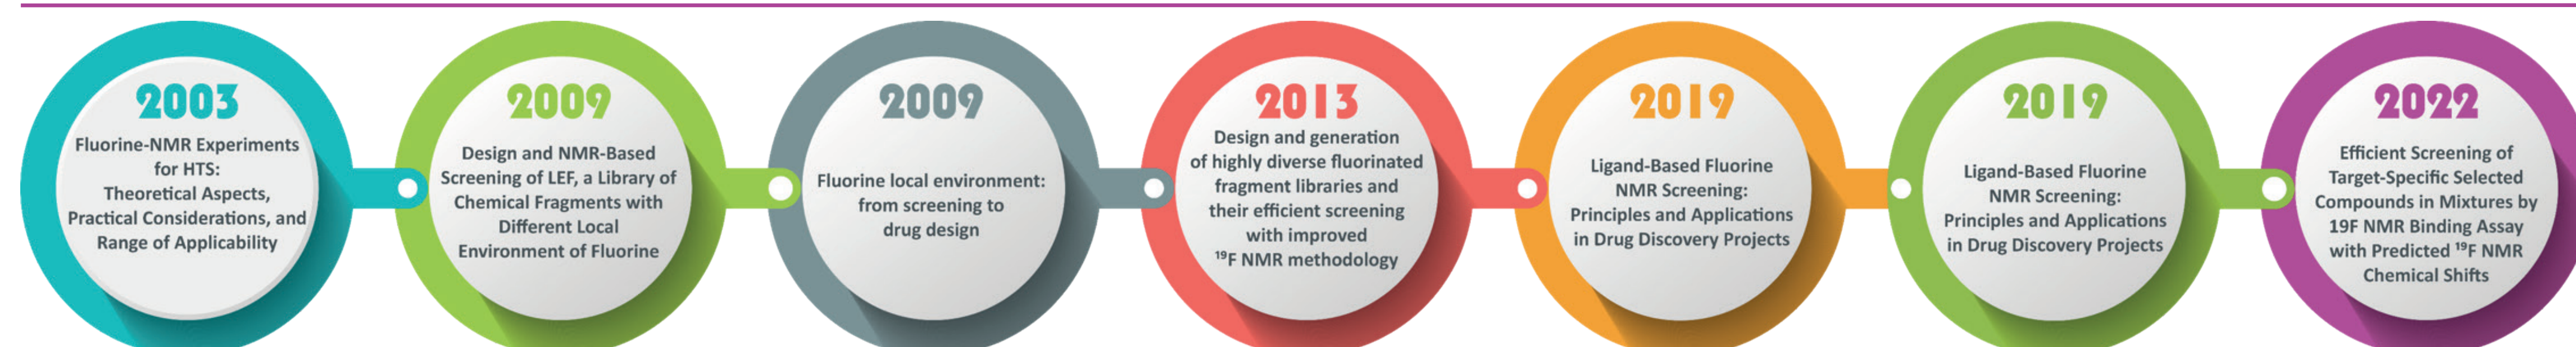 2003
Fluorine-NMR Experiments
for HTS:
Theoretical Aspects,
Practical Considerations, and
Range of Applicability
2009
Design and NMR-Based
Screening of LEF, a Library of
Chemical Fragments with
Different Local
Environment of Fluorine
2009
Fluorine local environment:
from screening to
drug design
2013
Design and generation
of highly diverse fluorinated
fragment libraries and
their efficient screening
with improved
¹⁹F NMR methodology
2019
Ligand-Based Fluorine
NMR Screening:
Principles and Applications
in Drug Discovery Projects
2019
Ligand-Based Fluorine
NMR Screening:
Principles and Applications
in Drug Discovery Projects
2022
Efficient Screening of
Target-Specific Selected
Compounds in Mixtures by
19F NMR Binding Assay
with Predicted ¹⁹F NMR
Chemical Shifts